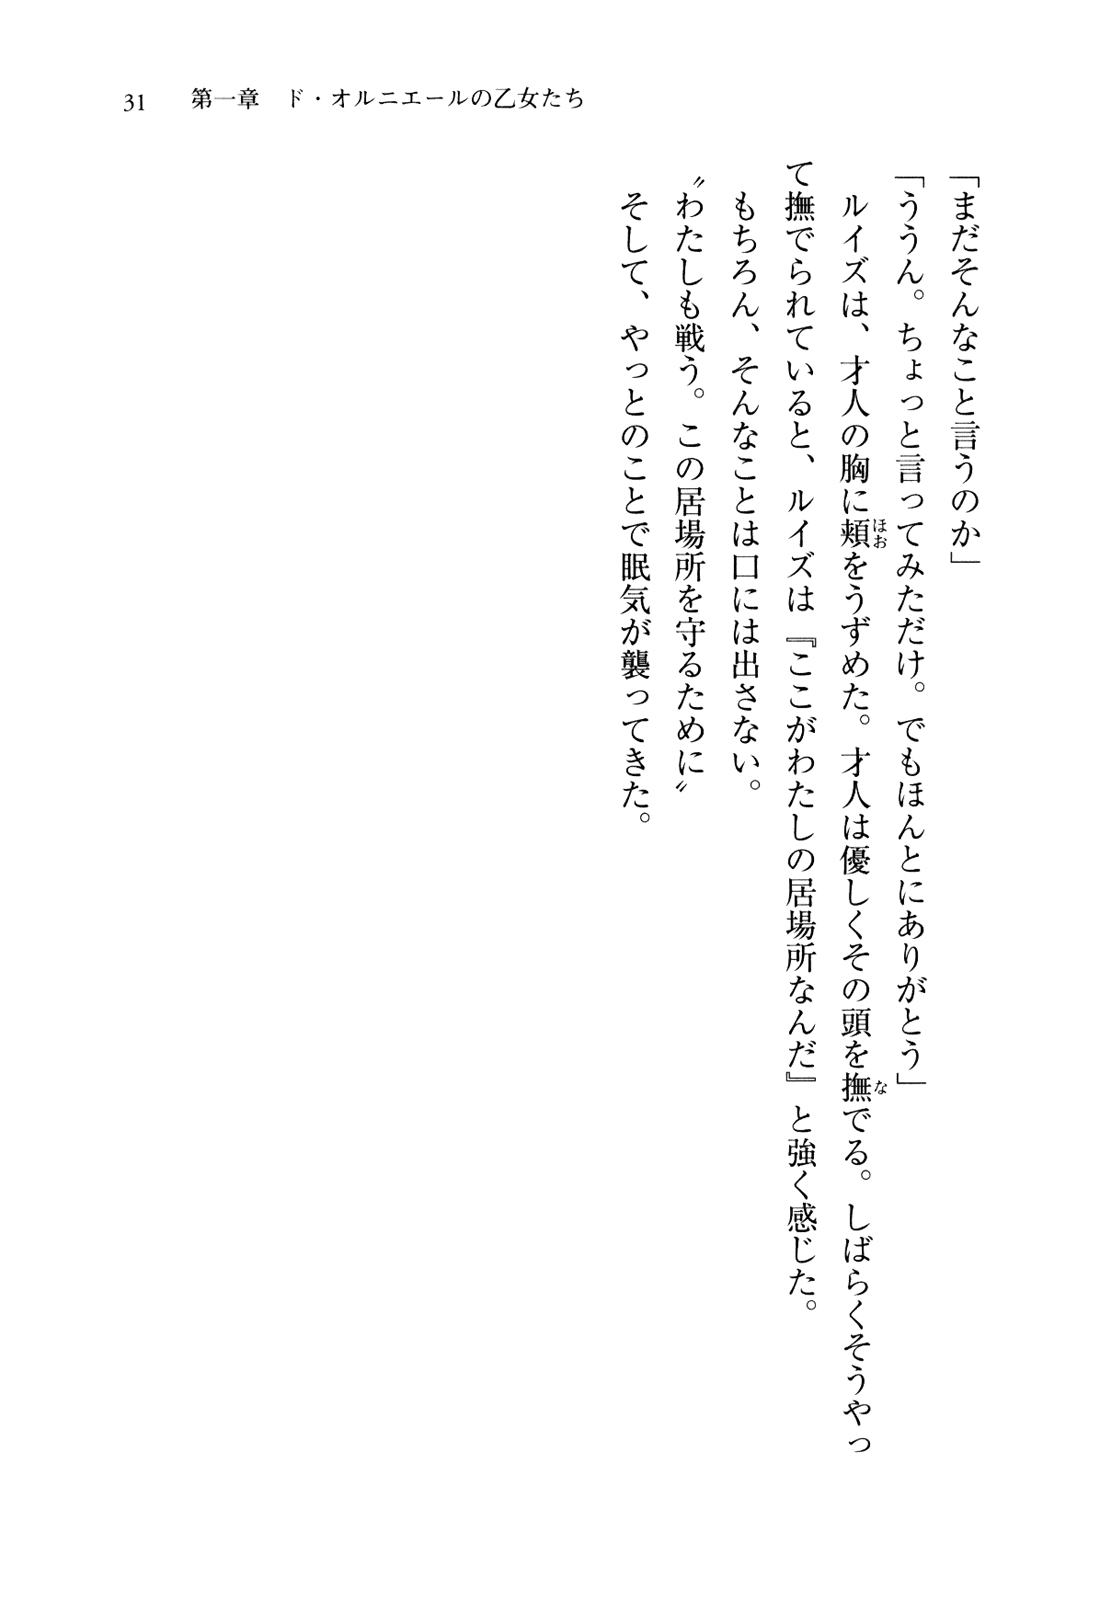 31　第一章　ド・オルニエールの乙女たち
「まだそんなこと言うのか」
「ううん。ちょっと言ってみただけ。でもほんとにありがとう」
　ルイズは、才人の胸に頬をうずめた。才人は優しくその頭を撫でる。しばらくそうやっ
て撫でられていると、ルイズは『ここがわたしの居場所なんだ』と強く感じた。
　もちろん、そんなことは口には出さない。
〝わたしも戦う。この居場所を守るために〟
　そして、やっとのことで眠気が襲ってきた。
ほお
な